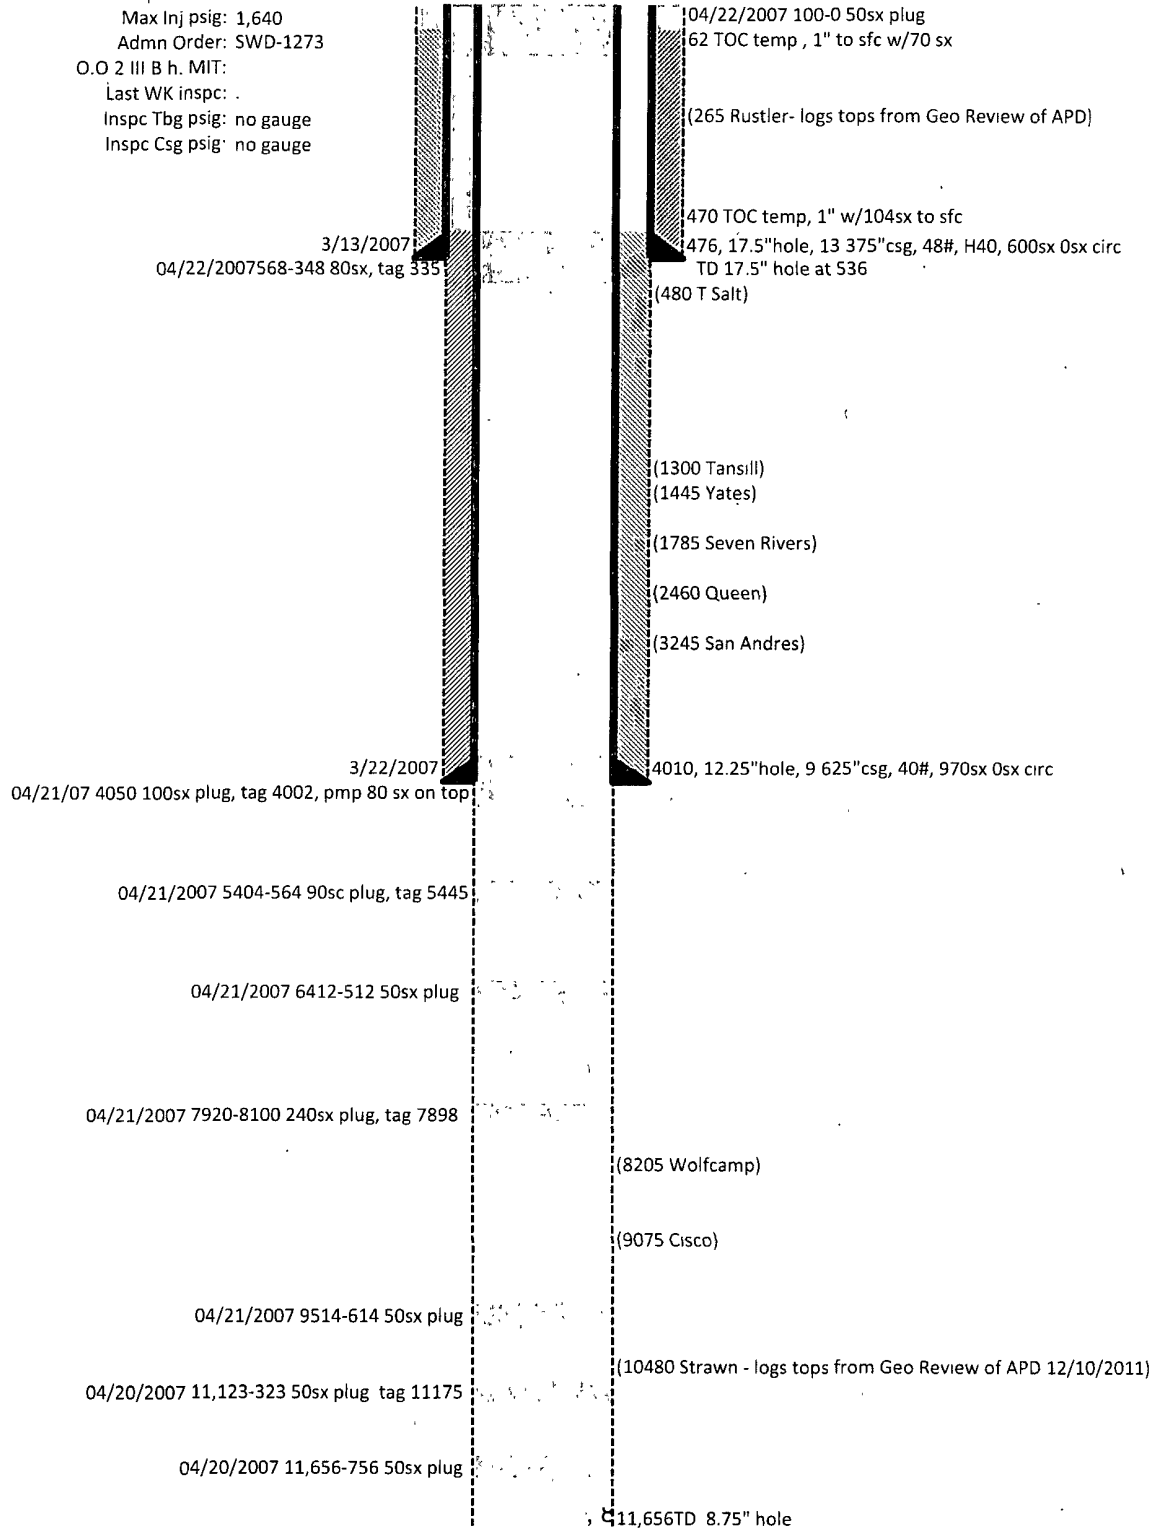 Max Inj psig: 1,640
Admn Order: SWD-1273
O.O 2 III B h. MIT:
Last WK inspc: .
Inspc Tbg psig: no gauge
Inspc Csg psig: no gauge
04/22/2007 100-0 50sx plug
62 TOC temp , 1" to sfc w/70 sx
(265 Rustler- logs tops from Geo Review of APD)
470 TOC temp, 1" w/104sx to sfc
3/13/2007
476, 17.5"hole, 13 375"csg, 48#, H40, 600sx 0sx circ
04/22/2007568-348 80sx, tag 335
TD 17.5" hole at 536
(480 T Salt)
(1300 Tansill)
(1445 Yates)
(1785 Seven Rivers)
(2460 Queen)
(3245 San Andres)
3/22/2007
4010, 12.25"hole, 9 625"csg, 40#, 970sx 0sx circ
04/21/07 4050 100sx plug, tag 4002, pmp 80 sx on top
04/21/2007 5404-564 90sc plug, tag 5445
04/21/2007 6412-512 50sx plug
04/21/2007 7920-8100 240sx plug, tag 7898
(8205 Wolfcamp)
(9075 Cisco)
04/21/2007 9514-614 50sx plug
(10480 Strawn - logs tops from Geo Review of APD 12/10/2011)
04/20/2007 11,123-323 50sx plug tag 11175
04/20/2007 11,656-756 50sx plug
11,656TD 8.75" hole